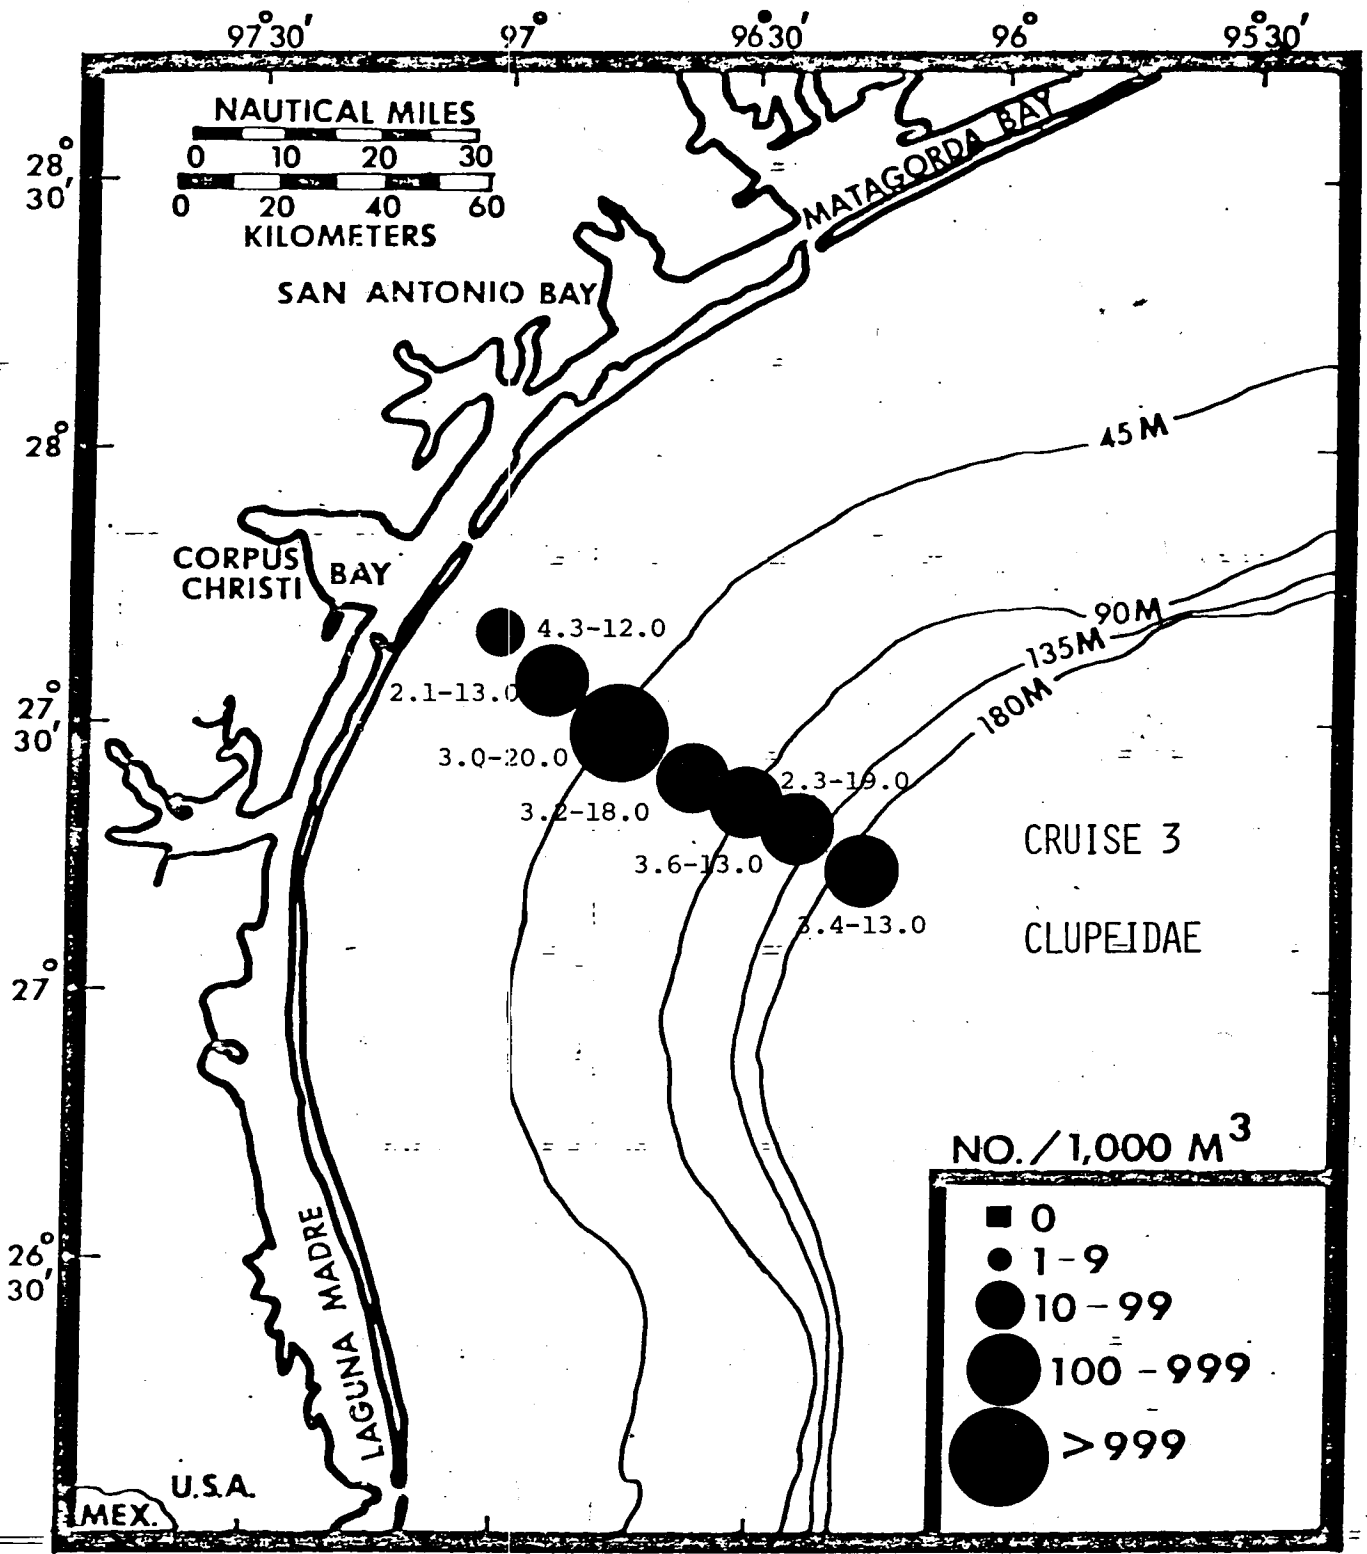 97°30′ 97° 96°30′ 96° 95°30′
NAUTICAL MILES
0 10 20 30
0 20 40 60
KILOMETERS
28°
30′
MATAGORDA BAY
SAN ANTONIO BAY
28°
45M
CORPUS
CHRISTI
BAY
90M
135M
180M
4.3-12.0
2.1-13.0
27°
30′
3.0-20.0
2.3-19.0
3.2-18.0
3.6-13.0
3.4-13.0
CRUISE 3
CLUPEIDAE
27°
NO./1,000 M³
0
1-9
10-99
100-999
>999
26°
30′
LAGUNA MADRE
U.S.A.
MEX.